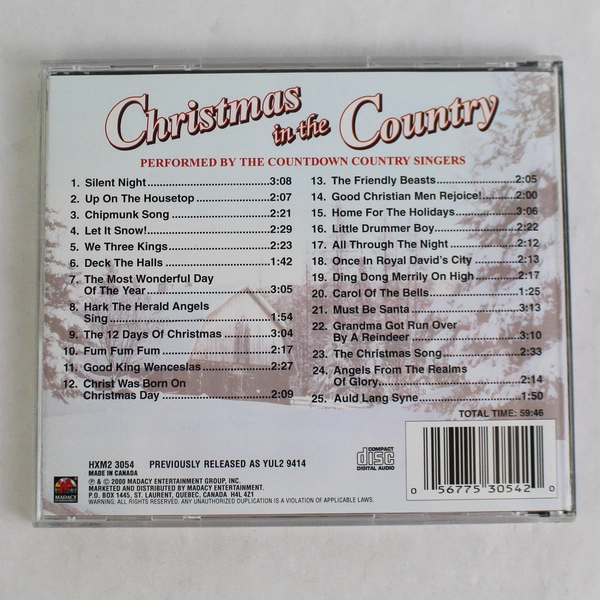 Christmas in the Country
PERFORMED BY THE COUNTDOWN COUNTRY SINGERS
1. Silent Night.....3:08
2. Up On The Housetop.....2:07
3. Chipmunk Song.....2:21
4. Let It Snow!.....2:29
5. We Three Kings.....2:23
6. Deck The Halls.....1:42
7. The Most Wonderful Day
Of The Year.....3:05
8. Hark The Herald Angels
Sing.....1:54
9. The 12 Days Of Christmas.....3:04
10. Fum Fum Fum.....2:17
11. Good King Wenceslas.....2:27
12. Christ Was Born On
Christmas Day.....2:09
13. The Friendly Beasts.....2:05
14. Good Christian Men Rejoice!.....2:00
15. Home For The Holidays.....3:06
16. Little Drummer Boy.....2:22
17. All Through The Night.....2:12
18. Once In Royal David's City.....2:13
19. Ding Dong Merrily On High.....2:17
20. Carol Of The Bells.....1:25
21. Must Be Santa.....3:13
22. Grandma Got Run Over
By A Reindeer.....3:10
23. The Christmas Song.....2:33
24. Angels From The Realms
Of Glory.....2:14
25. Auld Lang Syne.....1:50
TOTAL TIME: 59:46
HXM2 3054 PREVIOUSLY RELEASED AS YUL2 9414
MADE IN CANADA
℗ & © 2000 MADACY ENTERTAINMENT GROUP, INC.
MARKETED AND DISTRIBUTED BY MADACY ENTERTAINMENT.
P.O. BOX 1445, ST. LAURENT, QUEBEC, CANADA H4L 4Z1
WARNING: ALL RIGHTS RESERVED. ANY UNAUTHORIZED DUPLICATION IS A VIOLATION OF APPLICABLE LAWS.
MADACY
COMPACT
disc
DIGITAL AUDIO
0 56775 30542 0